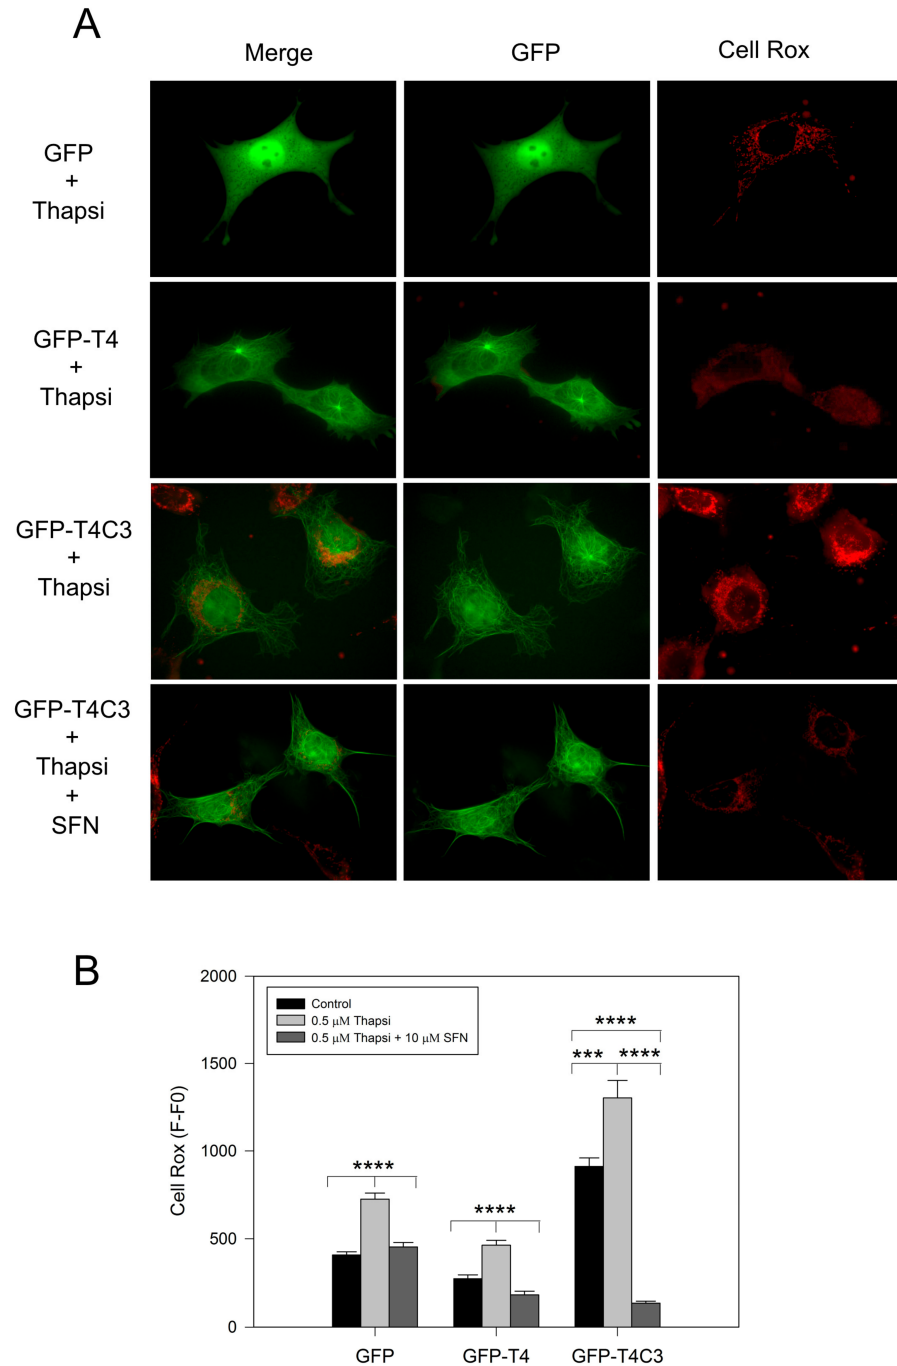 A
Merge GFP Cell Rox
GFP
+
Thapsi
GFP-T4
+
Thapsi
GFP-T4C3
+
Thapsi
GFP-T4C3
+
Thapsi
+
SFN
B
2000
1500
1000
500
0
Cell Rox (F-F0)
Control
0.5 μM Thapsi
0.5 μM Thapsi + 10 μM SFN
****
****
****
*** ****
GFP GFP-T4 GFP-T4C3